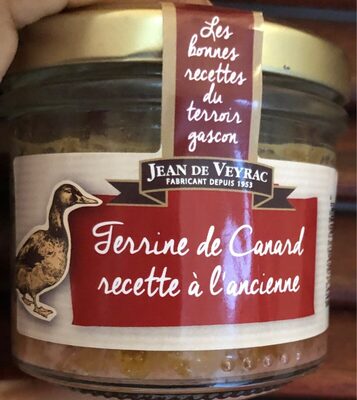 Les
bonnes
recettes
du
terroir
gascon
JEAN DE VEYRAC
FABRICANT DEPUIS 1953
Terrine de Canard
recette à l'ancienne